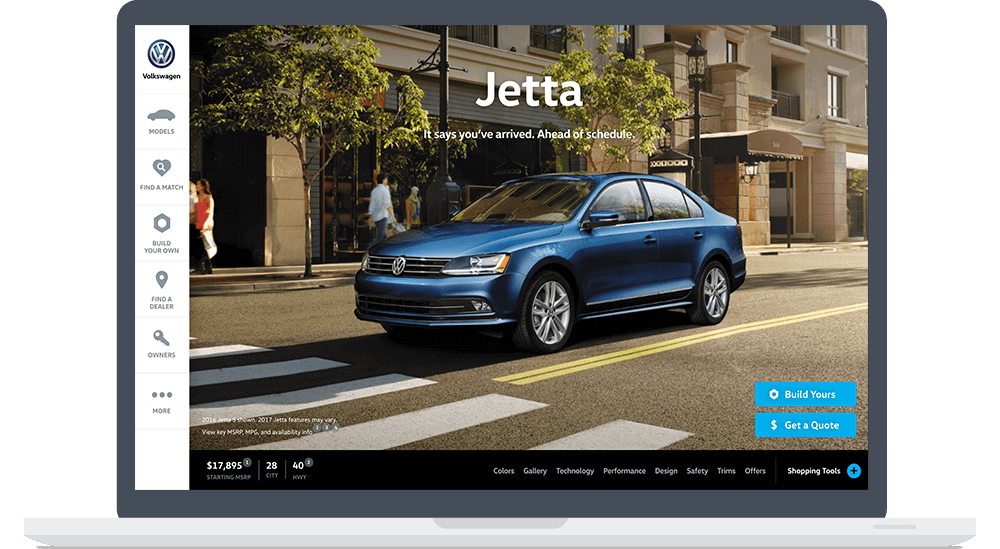 Volkswagen
MODELS
FIND A MATCH
BUILD
YOUR OWN
FIND A
DEALER
OWNERS
MORE
Jetta
It says you've arrived. Ahead of schedule.
2016 Jetta S shown. 2017 Jetta features may vary.
View key MSRP, MPG, and availability info 1 3 4
Build Yours
$ Get a Quote
$17,895 1
STARTING MSRP
28
CITY
40 2
HWY
Colors Gallery Technology Performance Design Safety Trims Offers
Shopping Tools +